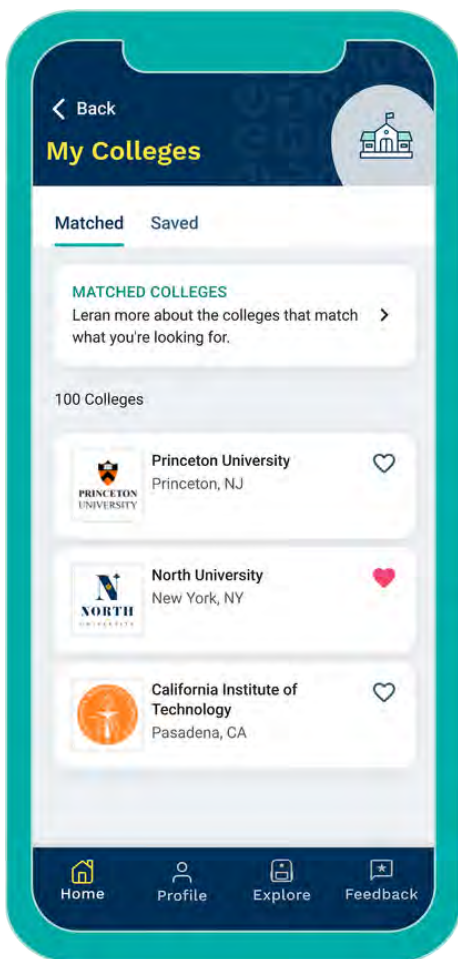 Back
My Colleges
Matched Saved
MATCHED COLLEGES
Leran more about the colleges that match
what you're looking for.
100 Colleges
Princeton University
Princeton, NJ
PRINCETON
UNIVERSITY
North University
New York, NY
N
NORTH
UNIVERSITY
California Institute of
Technology
Pasadena, CA
Home Profile Explore Feedback